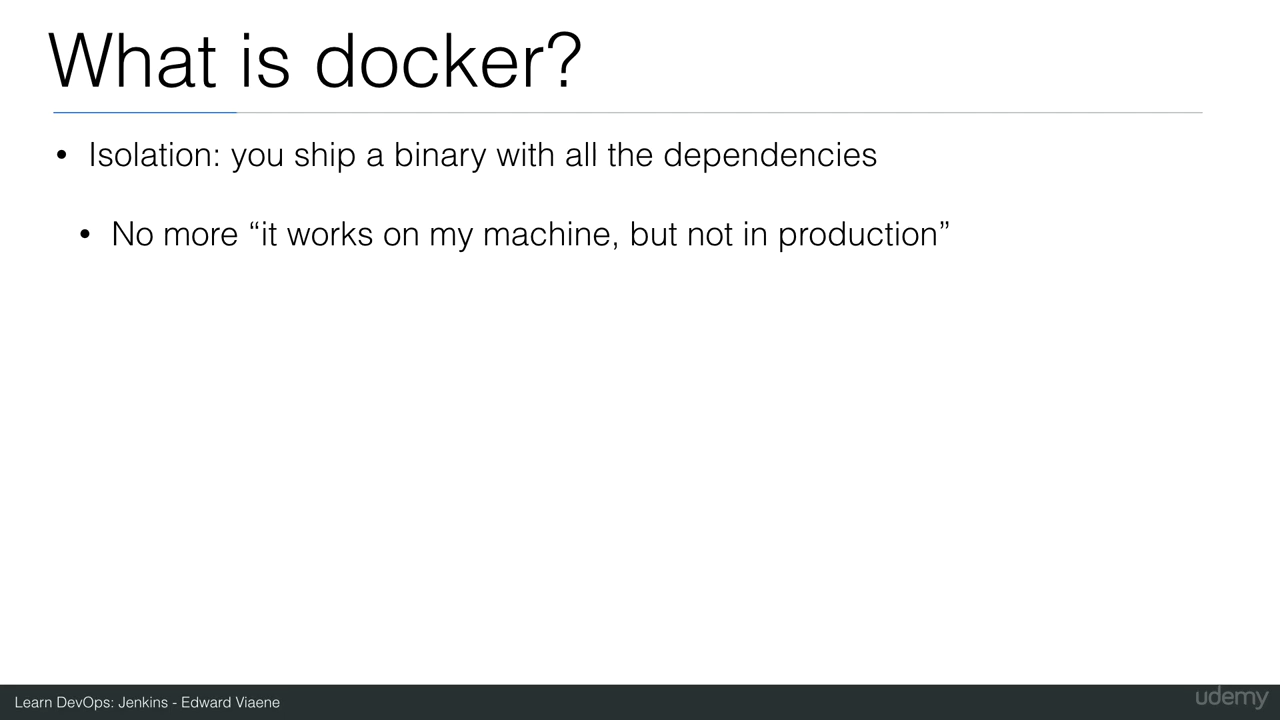 What is docker?
• Isolation: you ship a binary with all the dependencies
• No more “it works on my machine, but not in production”
Learn DevOps: Jenkins - Edward Viaene
udemy